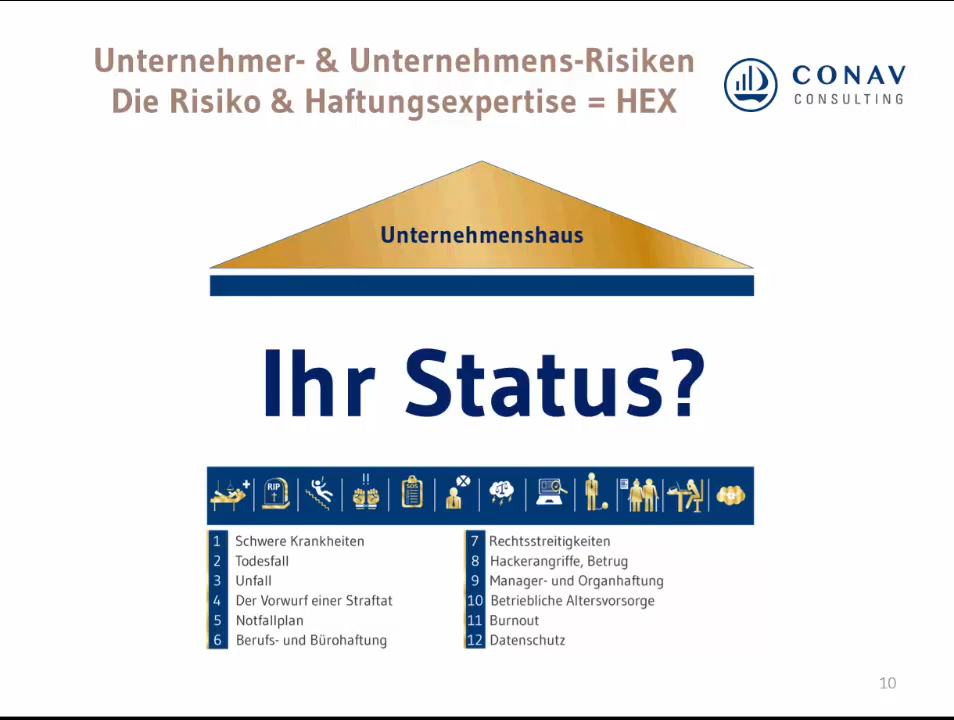 Unternehmer- & Unternehmens-Risiken
Die Risiko & Haftungsexpertise = HEX
CONAV
CONSULTING
Unternehmenshaus
Ihr Status?
RIP
!!
SOS
1 Schwere Krankheiten
2 Todesfall
3 Unfall
4 Der Vorwurf einer Straftat
5 Notfallplan
6 Berufs- und Bürohaftung
7 Rechtsstreitigkeiten
8 Hackerangriffe, Betrug
9 Manager- und Organhaftung
10 Betriebliche Altersvorsorge
11 Burnout
12 Datenschutz
10